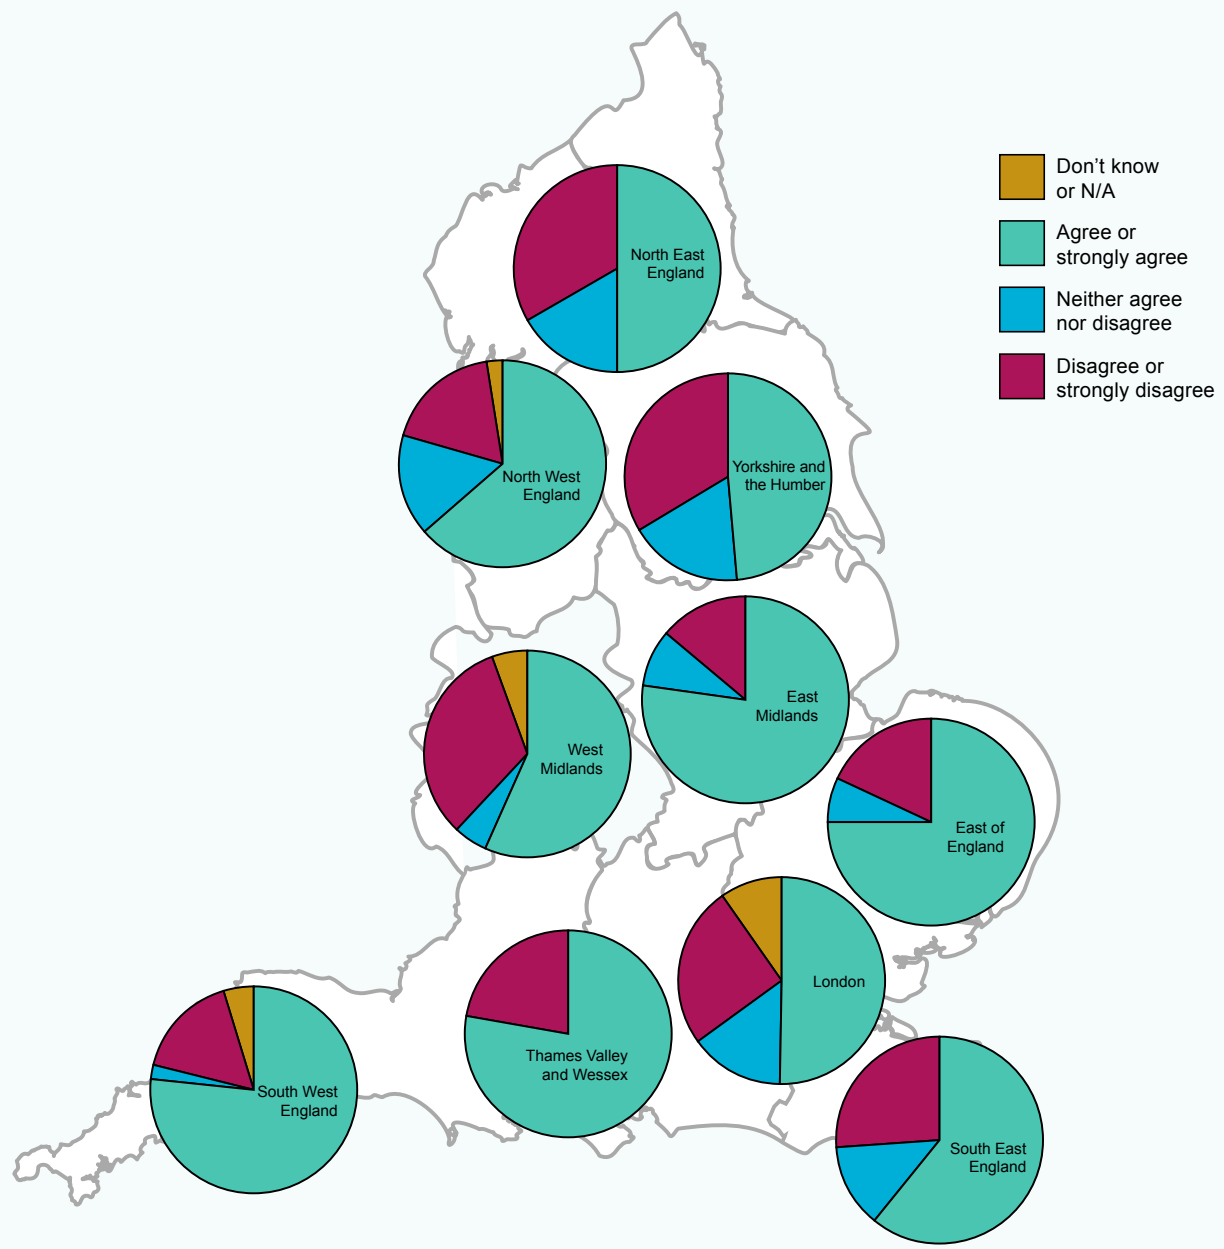 Don’t know
or N/A
Agree or
strongly agree
Neither agree
nor disagree
Disagree or
strongly disagree
North East
England
North West
England
Yorkshire and
the Humber
East
Midlands
West
Midlands
East of
England
London
Thames Valley
and Wessex
South West
England
South East
England